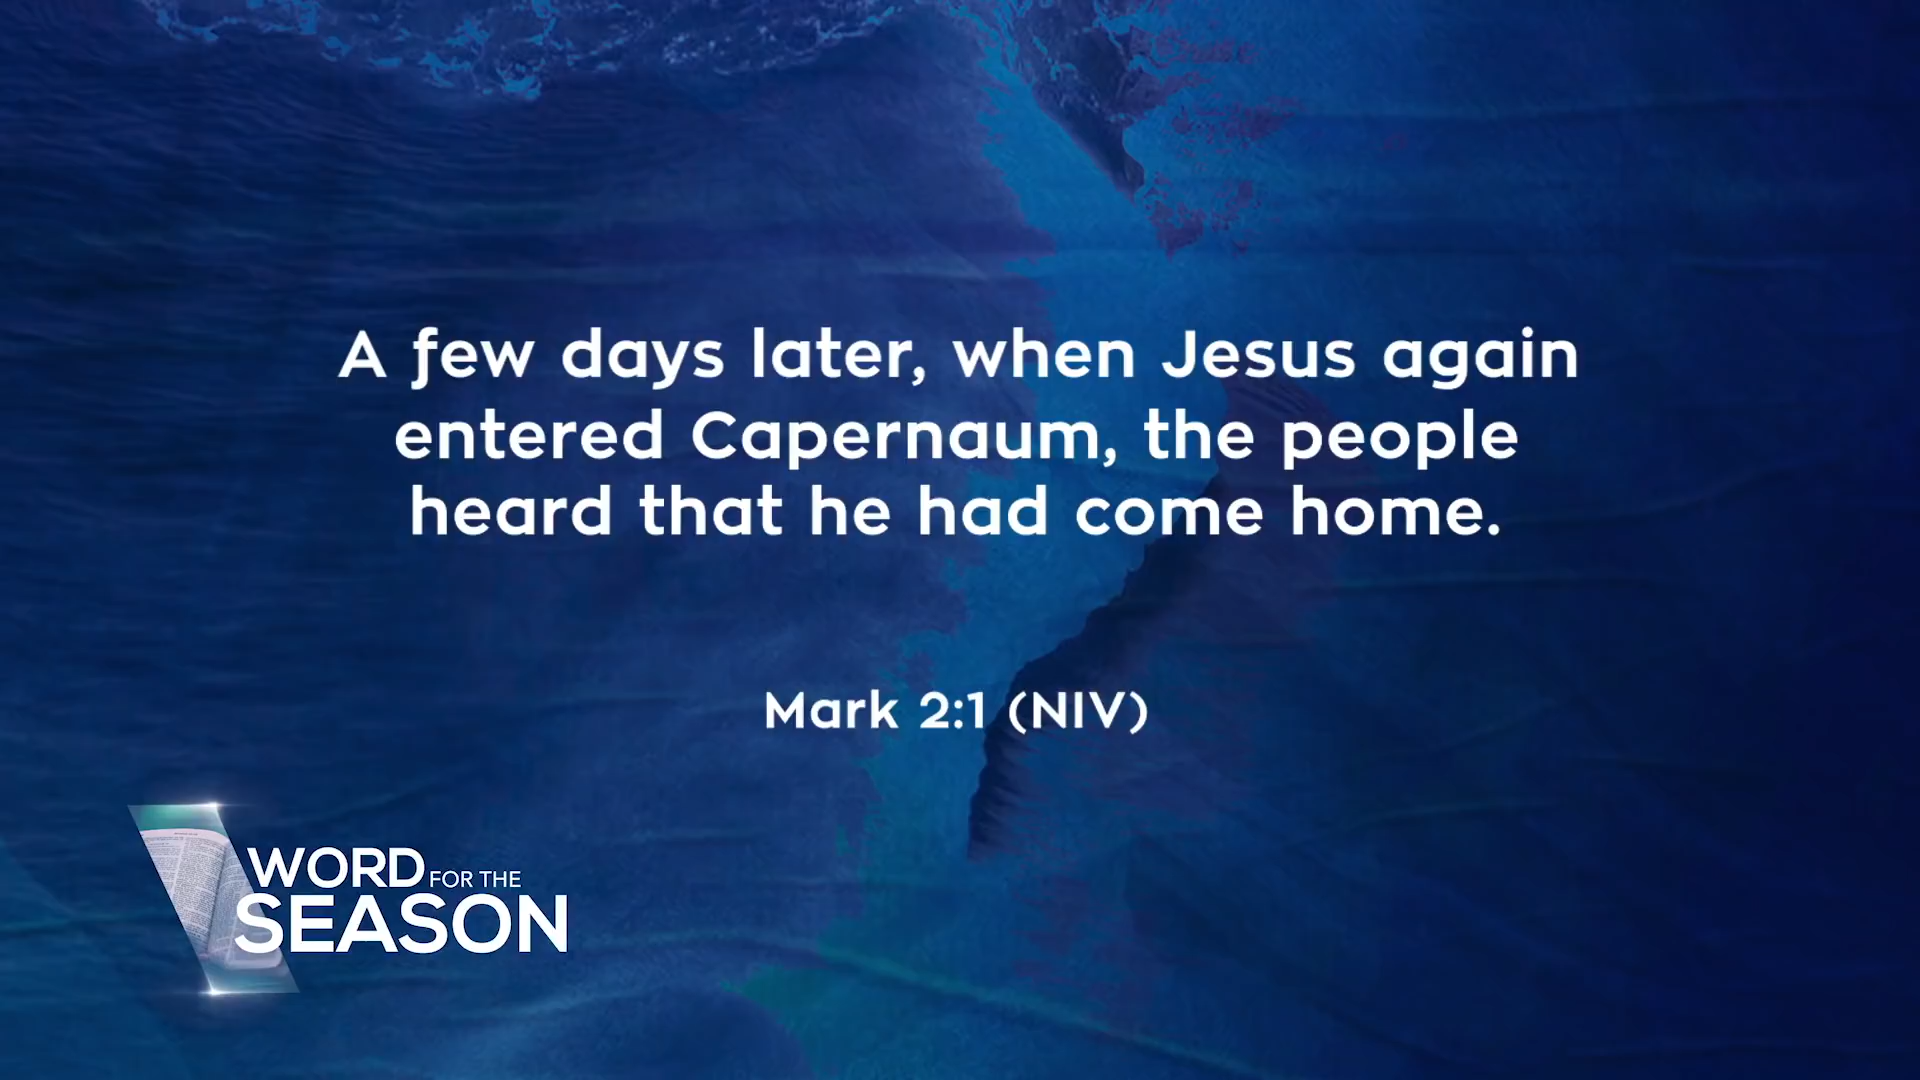 A few days later, when Jesus again
entered Capernaum, the people
heard that he had come home.
Mark 2:1 (NIV)
WORD FOR THE
SEASON